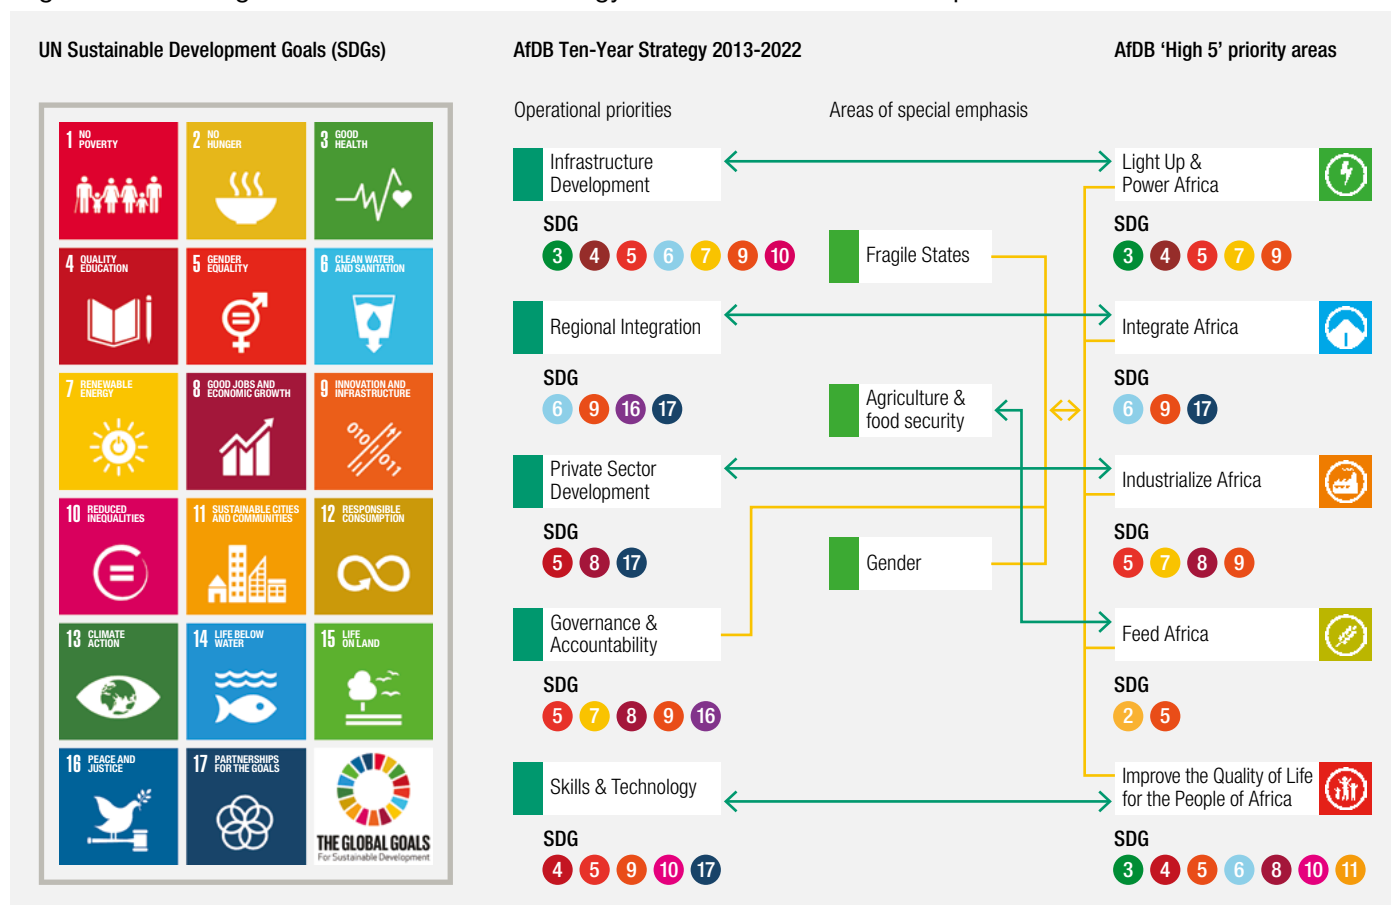 UN Sustainable Development Goals (SDGs)
1 NO
POVERTY
2 NO
HUNGER
3 GOOD
HEALTH
4 QUALITY
EDUCATION
5 GENDER
EQUALITY
6 CLEAN WATER
AND SANITATION
7 RENEWABLE
ENERGY
8 GOOD JOBS AND
ECONOMIC GROWTH
9 INNOVATION AND
INFRASTRUCTURE
010
011
10 REDUCED
INEQUALITIES
11 SUSTAINABLE CITIES
AND COMMUNITIES
12 RESPONSIBLE
CONSUMPTION
13 CLIMATE
ACTION
14 LIFE BELOW
WATER
15 LIFE
ON LAND
16 PEACE AND
JUSTICE
17 PARTNERSHIPS
FOR THE GOALS
THE GLOBAL GOALS
For Sustainable Development
AfDB Ten-Year Strategy 2013-2022
Operational priorities
Infrastructure
Development
SDG
3 4 5 6 7 9 10
Regional Integration
SDG
6 9 16 17
Private Sector
Development
SDG
5 8 17
Governance &
Accountability
SDG
5 7 8 9 16
Skills & Technology
SDG
4 5 9 10 17
Areas of special emphasis
Fragile States
Agriculture &
food security
Gender
AfDB ‘High 5’ priority areas
Light Up &
Power Africa
SDG
3 4 5 7 9
Integrate Africa
SDG
6 9 17
Industrialize Africa
SDG
5 7 8 9
Feed Africa
SDG
2 5
Improve the Quality of Life
for the People of Africa
SDG
3 4 5 6 8 10 11